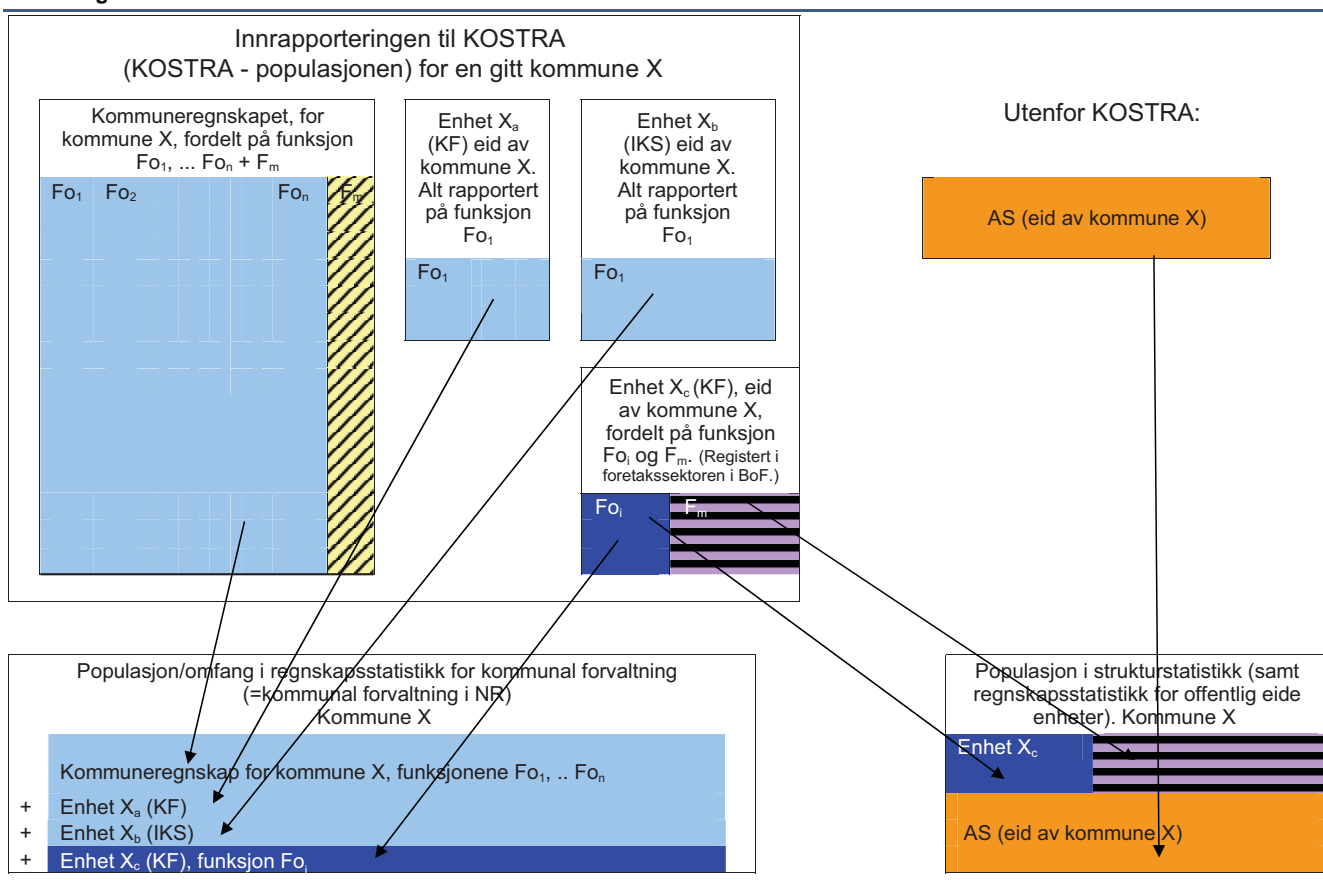 Innrapporteringen til KOSTRA
(KOSTRA - populasjonen) for en gitt kommune X
Kommuneregnskapet, for
kommune X, fordelt på funksjon
Fo₁, ... Foₙ + Fₘ
Fo₁ Fo₂ Foₙ Fₘ
Enhet Xₐ
(KF) eid av
kommune X.
Alt rapportert
på funksjon
Fo₁
Fo₁
Enhet X_b
(IKS) eid av
kommune X.
Alt rapportert
på funksjon
Fo₁
Fo₁
Enhet X_c (KF), eid
av kommune X,
fordelt på funksjon
Foᵢ og Fₘ. (Registert i
foretakssektoren i BoF.)
Foᵢ Fₘ
Utenfor KOSTRA:
AS (eid av kommune X)
Populasjon/omfang i regnskapsstatistikk for kommunal forvaltning
(=kommunal forvaltning i NR)
Kommune X
Kommuneregnskap for kommune X, funksjonene Fo₁, .. Foₙ
+ Enhet Xₐ (KF)
+ Enhet X_b (IKS)
+ Enhet X_c (KF), funksjon Foᵢ
Populasjon i strukturstatistikk (samt
regnskapsstatistikk for offentlig eide
enheter). Kommune X
Enhet X_c
AS (eid av kommune X)